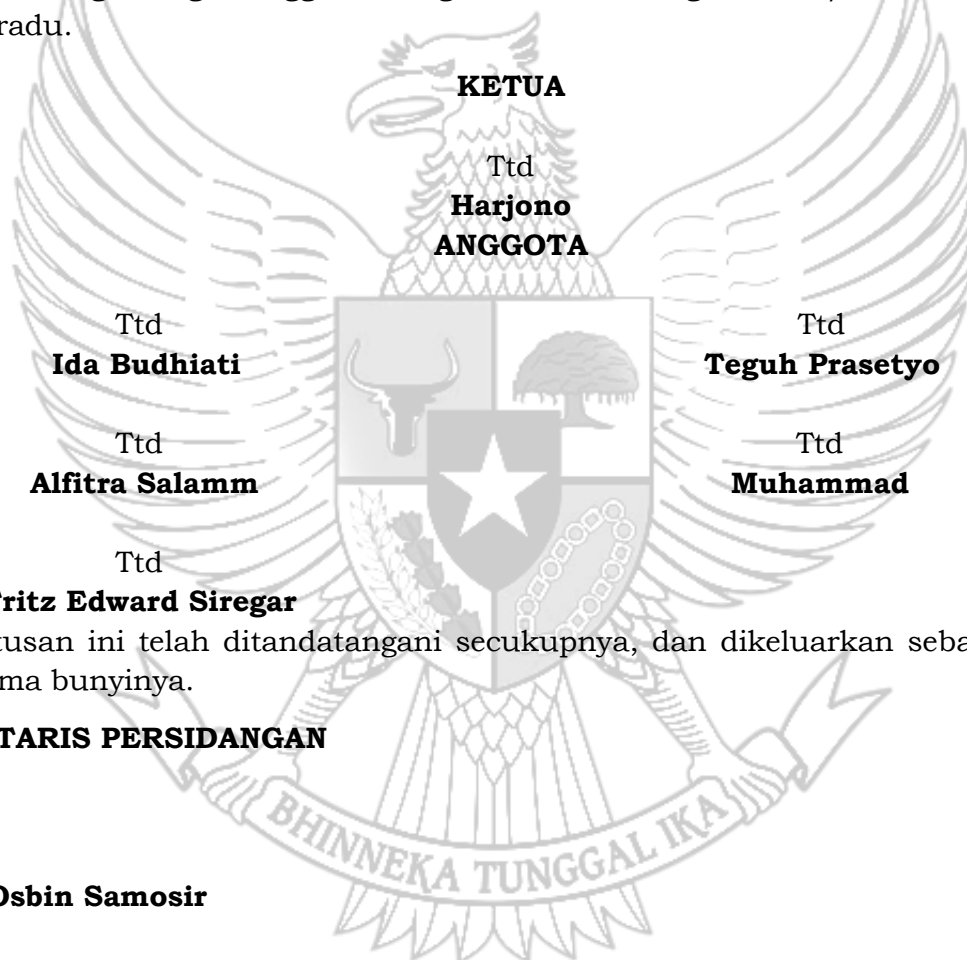 radu.
KETUA
Ttd
Harjono
ANGGOTA
Ttd Ttd
Ida Budhiati Teguh Prasetyo
Ttd Ttd
Alfitra Salamm Muhammad
Ttd
ritz Edward Siregar
tusan ini telah ditandatangani secukupnya, dan dikeluarkan seba
ma bunyinya.
TARIS PERSIDANGAN
BHINNEKA TUNGGAL IKA
Osbin Samosir